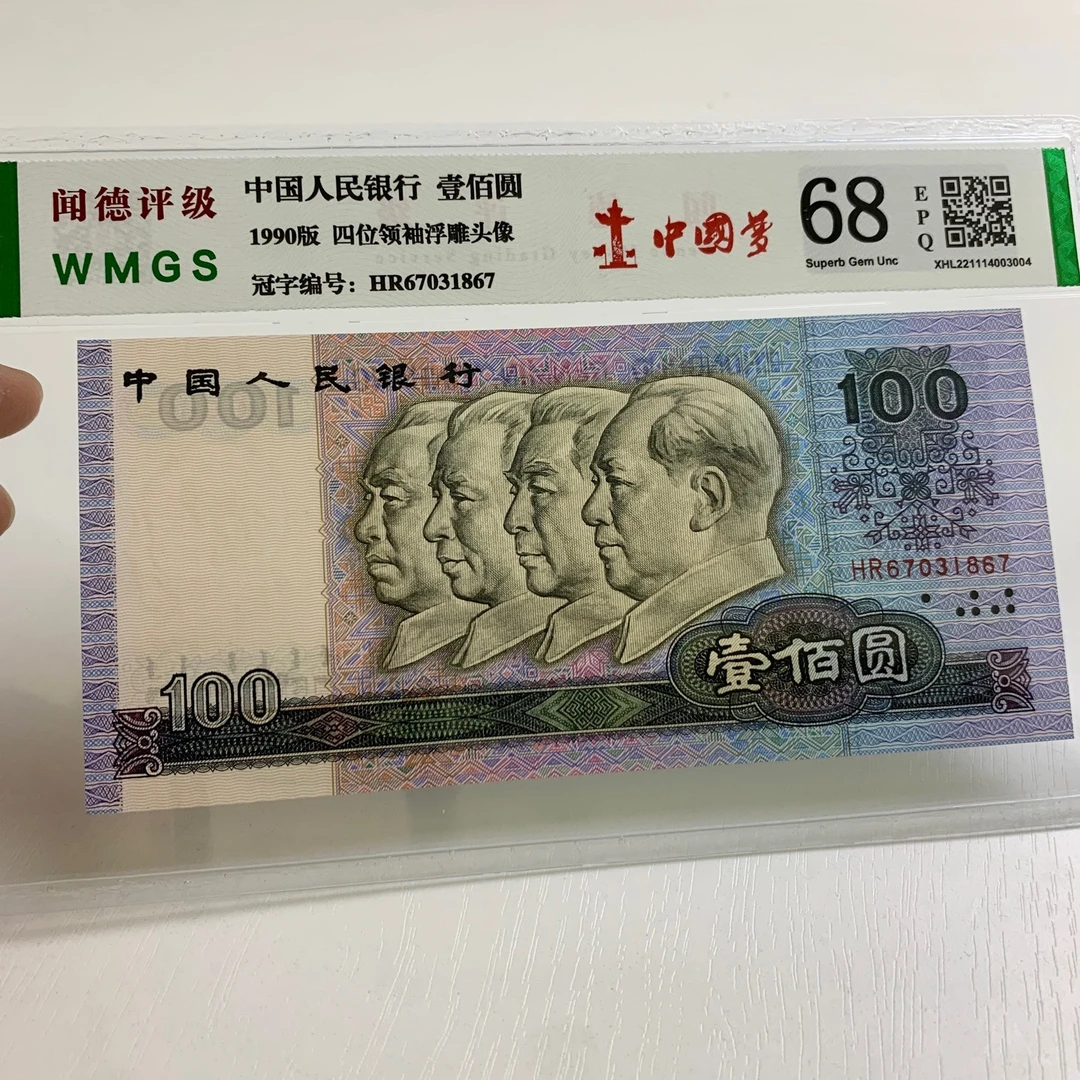 闻德评级
WMGS
中国人民银行 壹佰圆
1990版 四位领袖浮雕头像
冠字编号：HR67031867
中國梦
68
EPQ
Superb Gem Unc
XHL221114003004
中国人民银行
100
HR67031867
壹佰圆
100